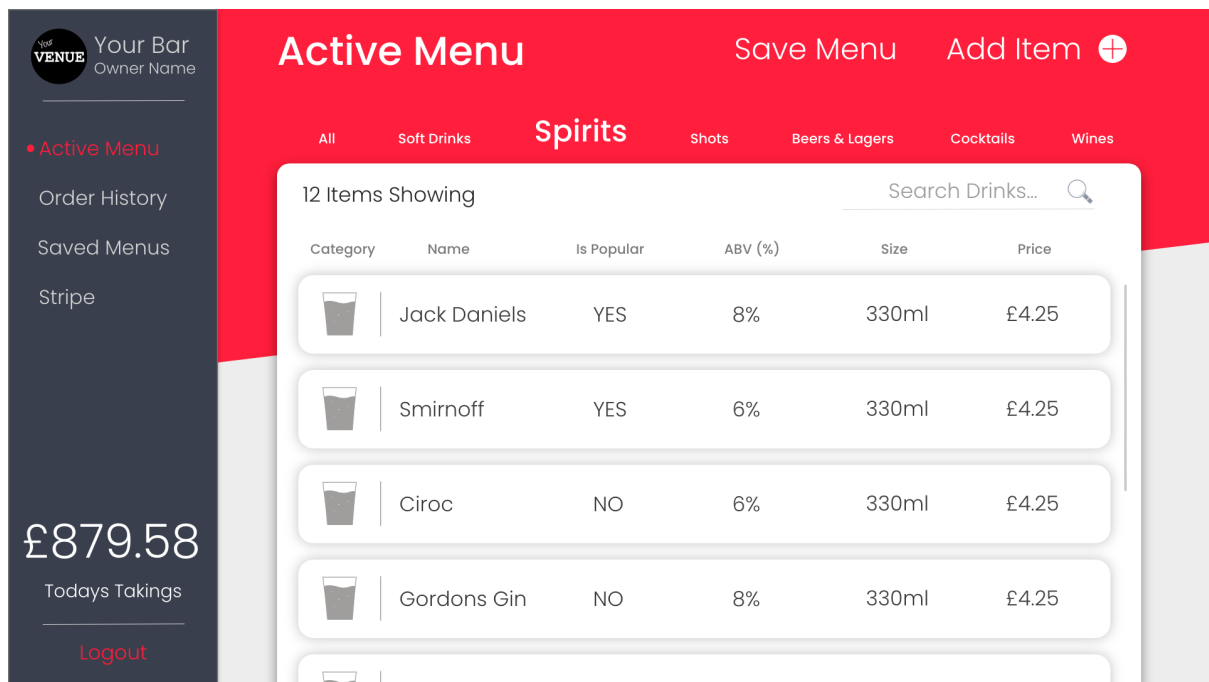 Your
VENUE
Your Bar
Owner Name
Active Menu
Order History
Saved Menus
Stripe
£879.58
Todays Takings
Logout
Active Menu
Save Menu
Add Item
All
Soft Drinks
Spirits
Shots
Beers & Lagers
Cocktails
Wines
12 Items Showing
Search Drinks...
Category Name Is Popular ABV (%) Size Price
Jack Daniels YES 8% 330ml £4.25
Smirnoff YES 6% 330ml £4.25
Ciroc NO 6% 330ml £4.25
Gordons Gin NO 8% 330ml £4.25